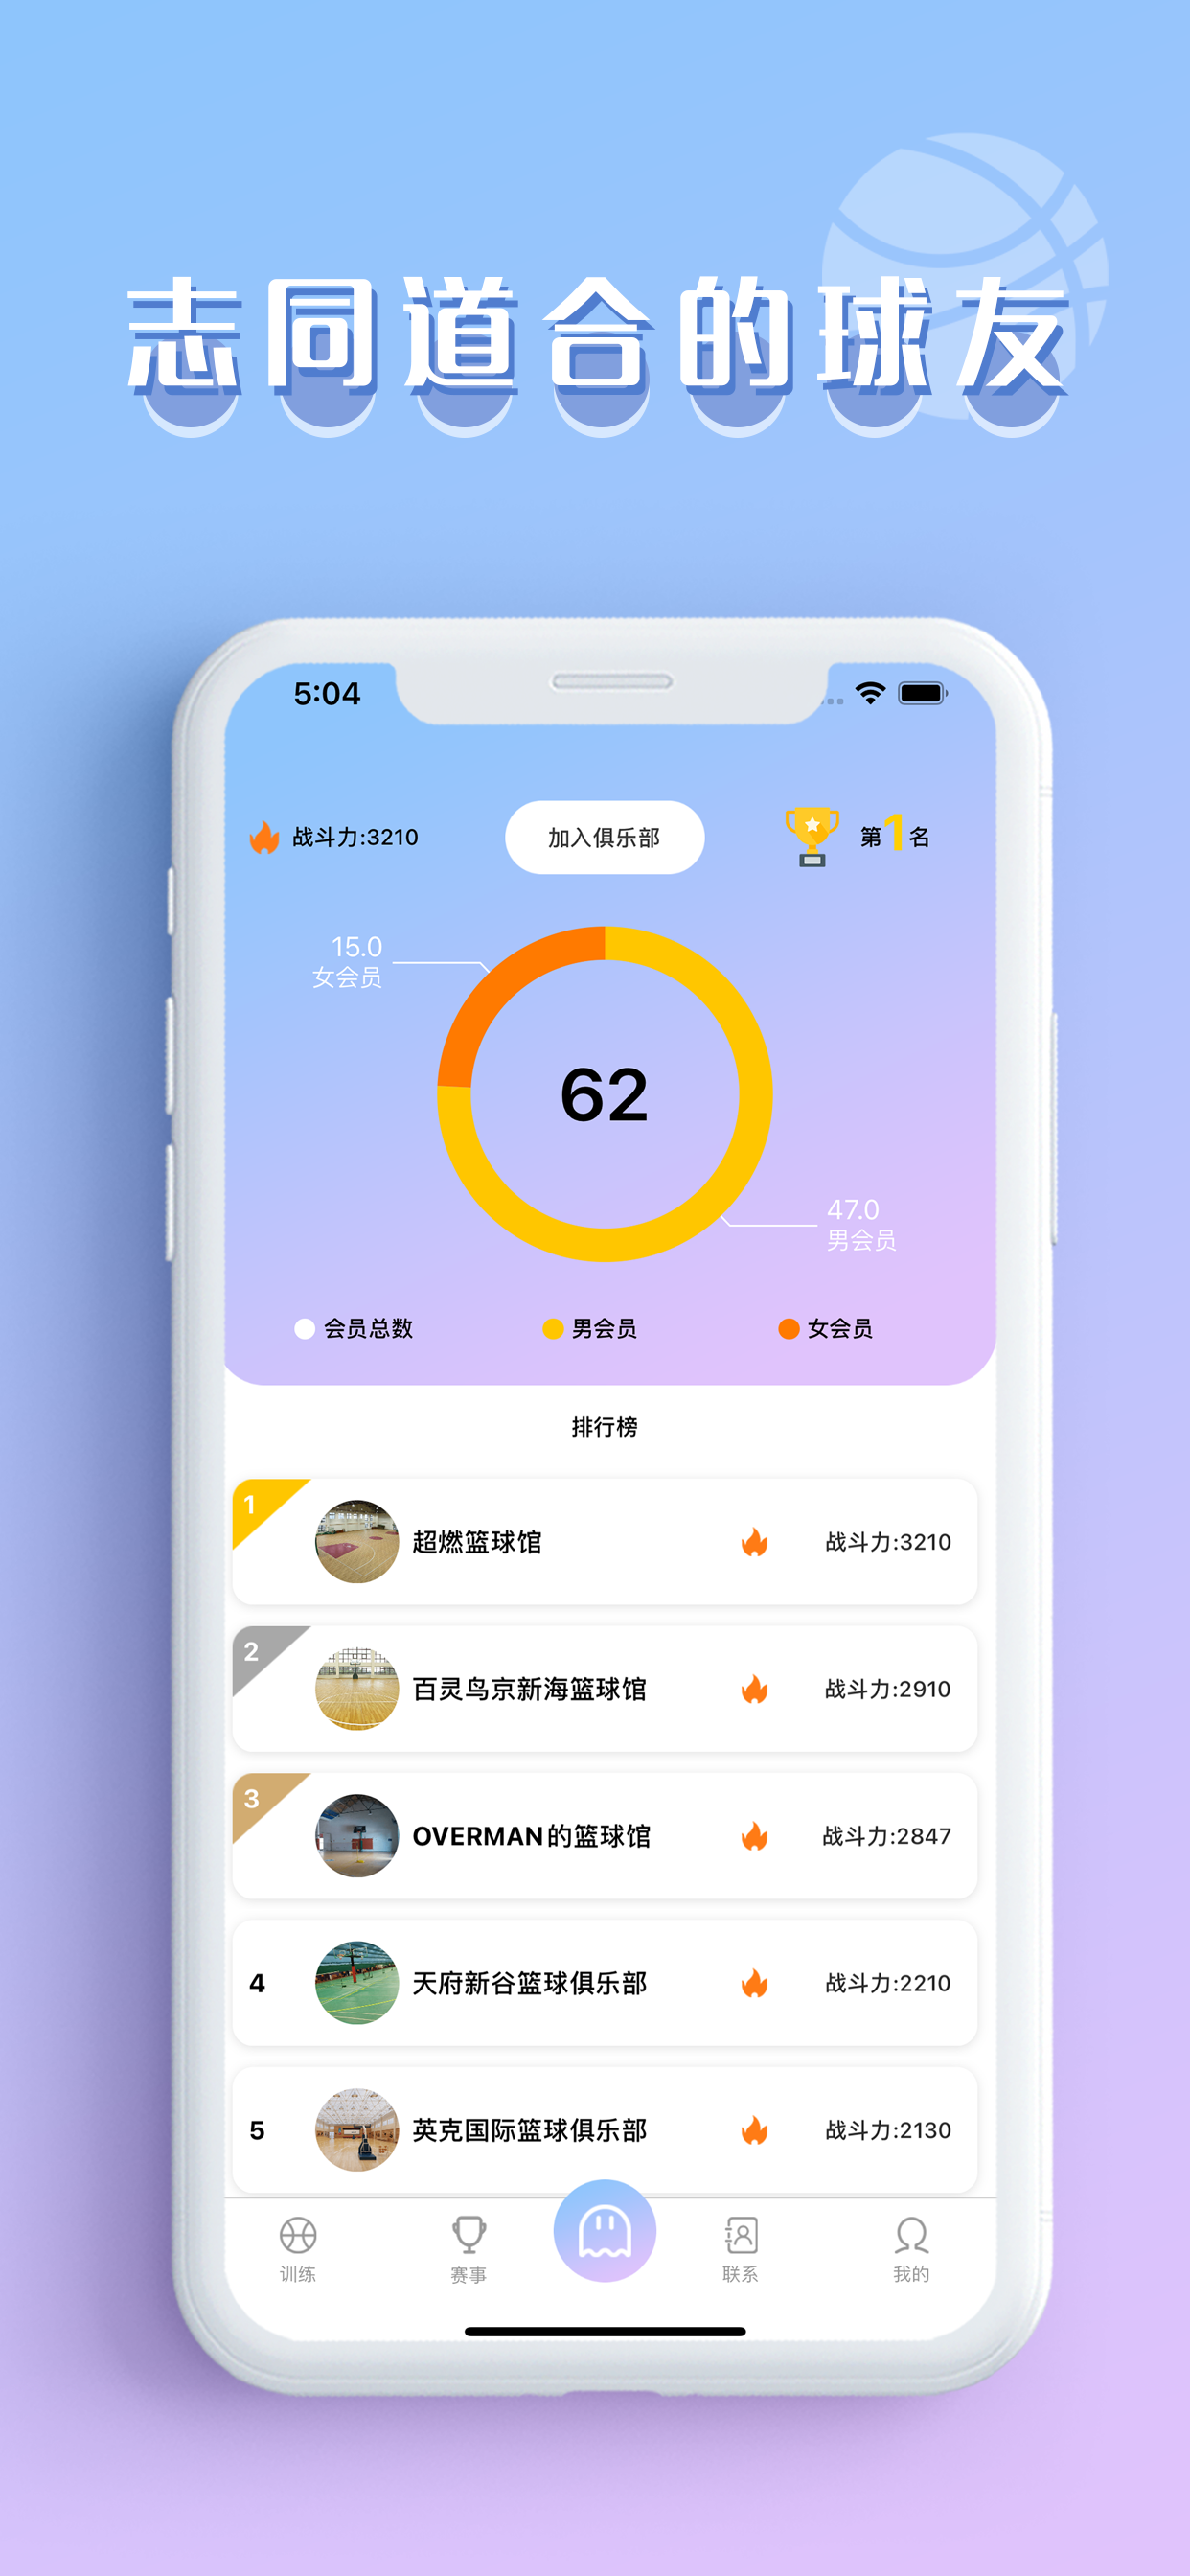 志同道合的球友
5:04
战斗力:3210
加入俱乐部
第1名
15.0
女会员
62
47.0
男会员
会员总数
男会员
女会员
排行榜
1
超燃篮球馆
战斗力:3210
2
百灵鸟京新海篮球馆
战斗力:2910
3
OVERMAN的篮球馆
战斗力:2847
4
天府新谷篮球俱乐部
战斗力:2210
5
英克国际篮球俱乐部
战斗力:2130
训练
赛事
联系
我的